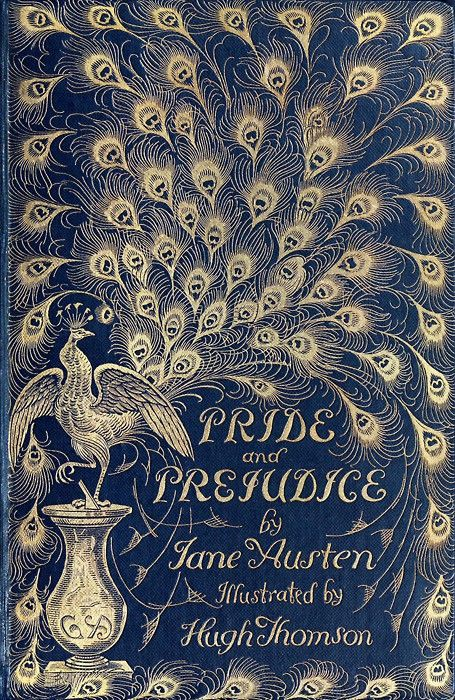 PRIDE
and
PREJUDICE
by
Jane Austen
Illustrated by
Hugh Thomson